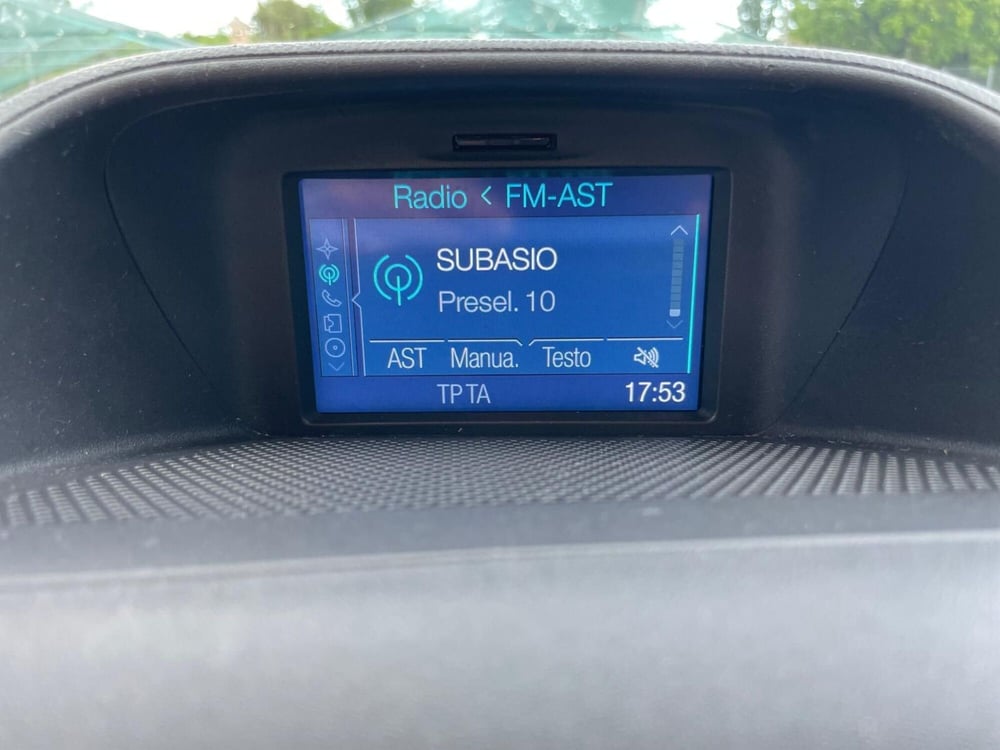 Radio < FM-AST
SUBASIO
Presel. 10
AST Manua. Testo
TP TA 17:53